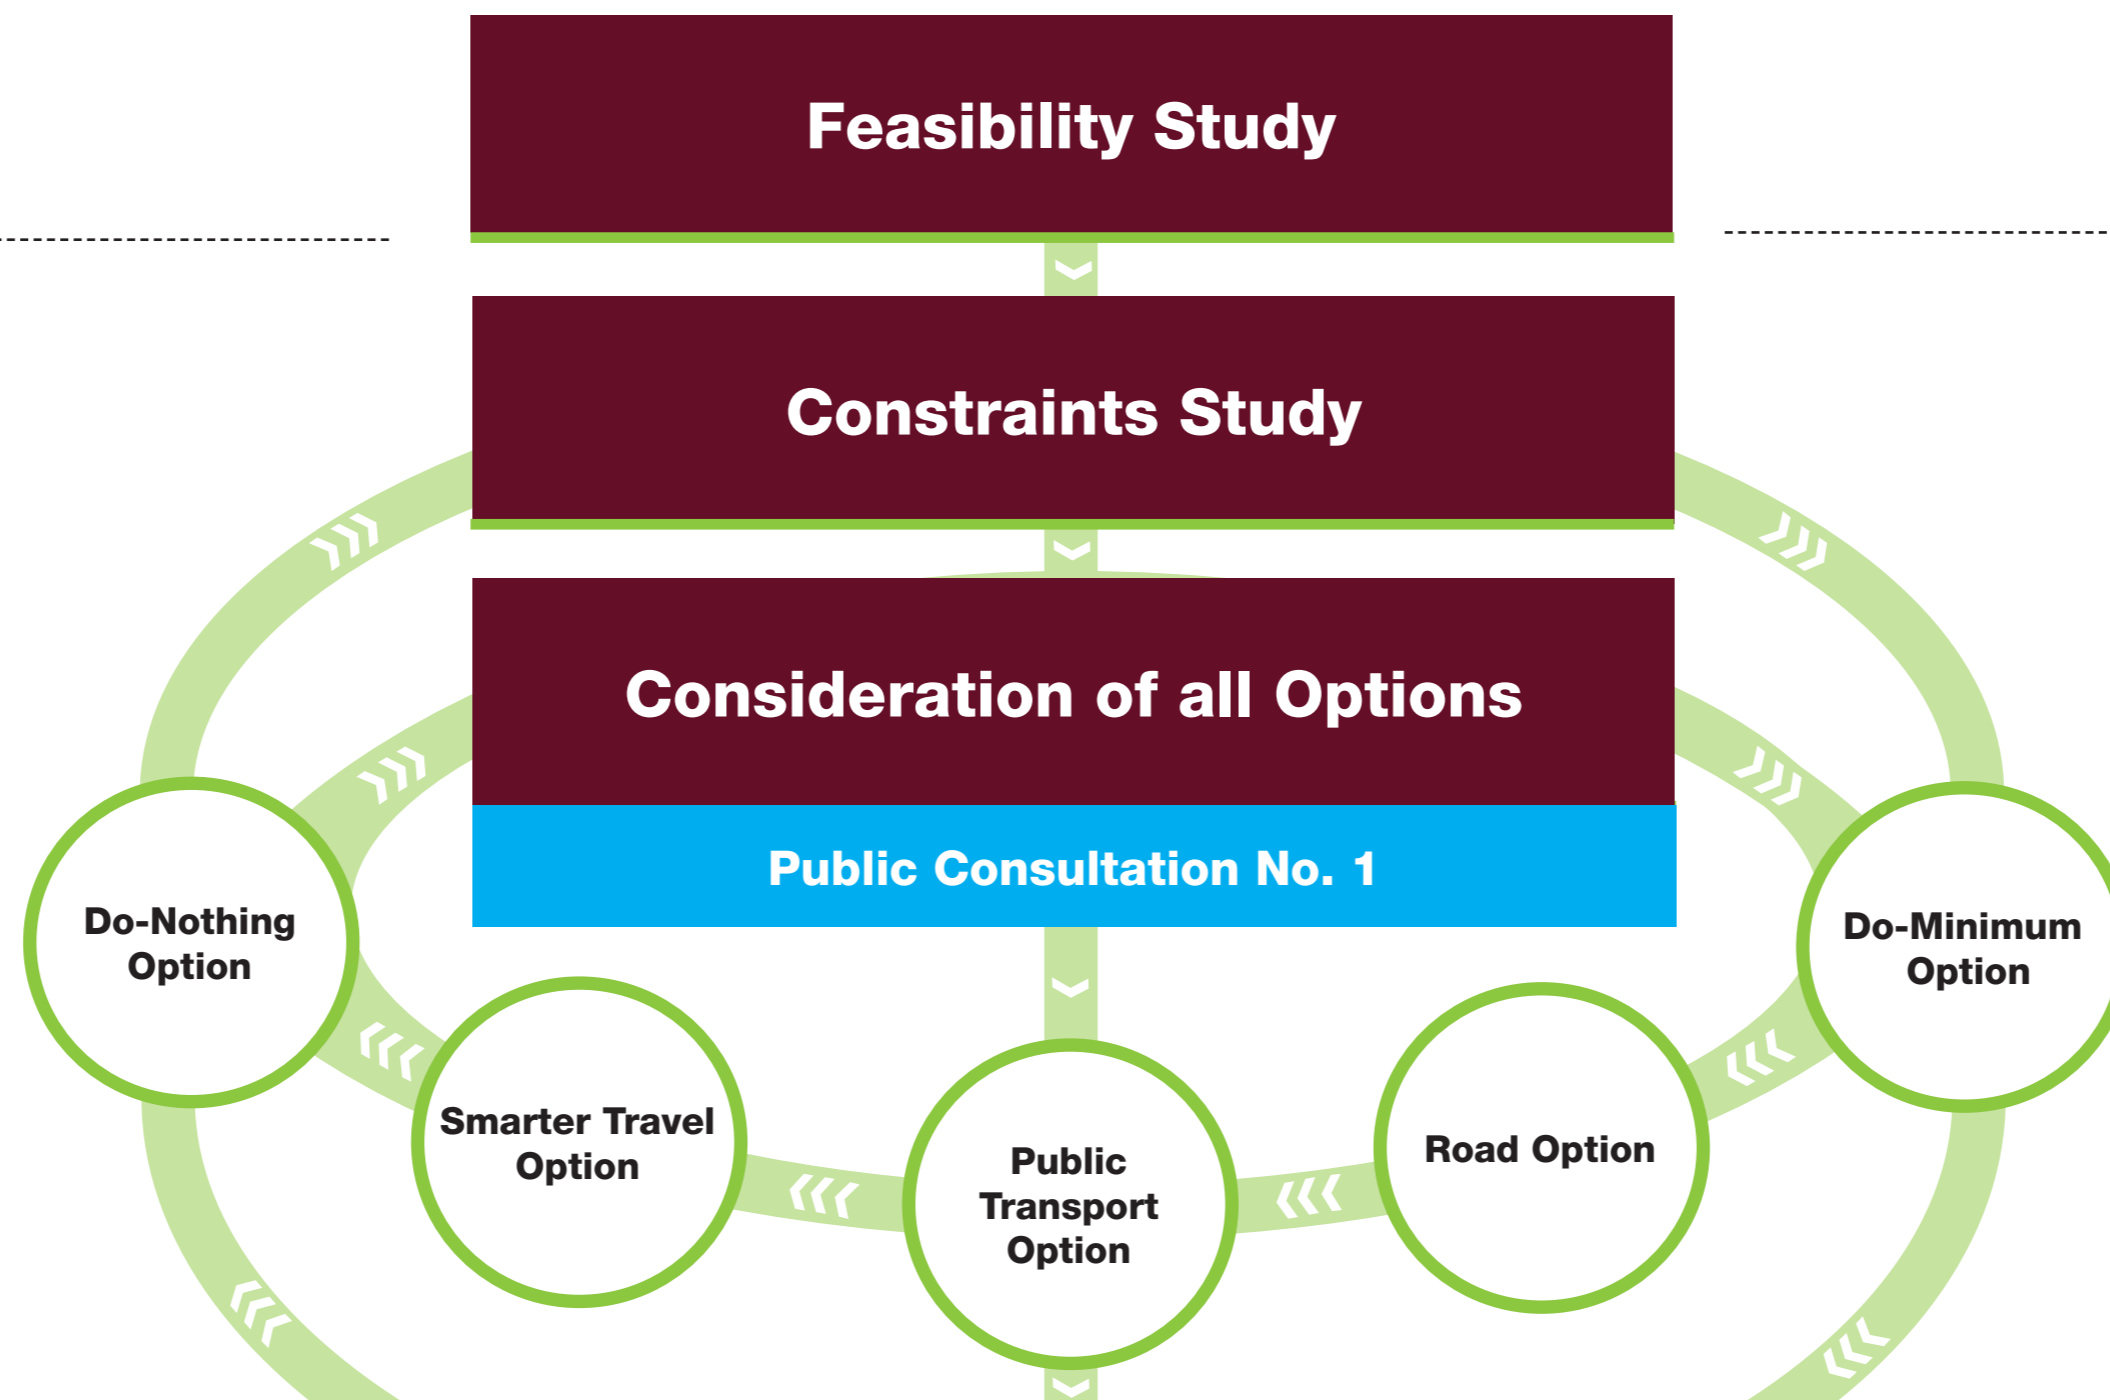 Feasibility Study
Constraints Study
Consideration of all Options
Public Consultation No. 1
Do-Nothing
Option
Smarter Travel
Option
Public
Transport
Option
Road Option
Do-Minimum
Option